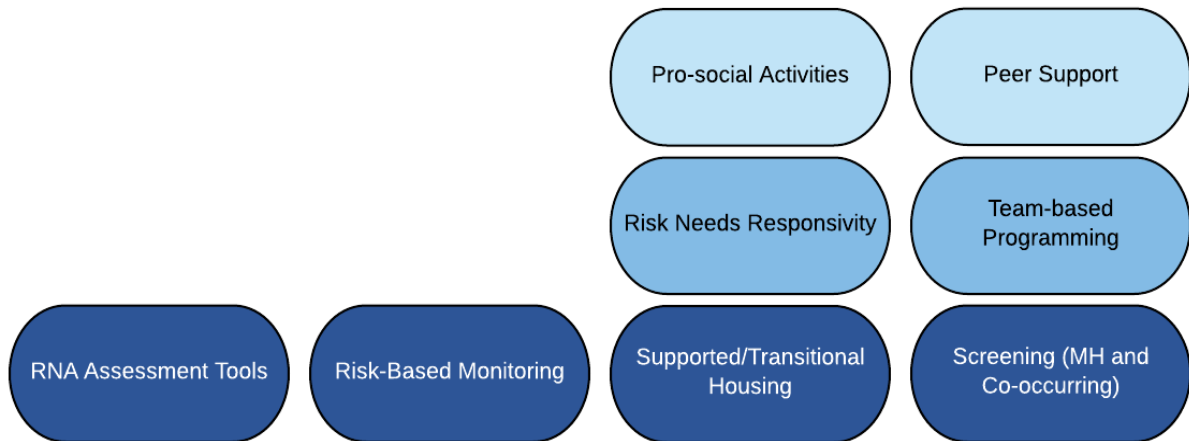 Pro-social Activities
Peer Support
Risk Needs Responsivity
Team-based
Programming
RNA Assessment Tools
Risk-Based Monitoring
Supported/Transitional
Housing
Screening (MH and
Co-occurring)